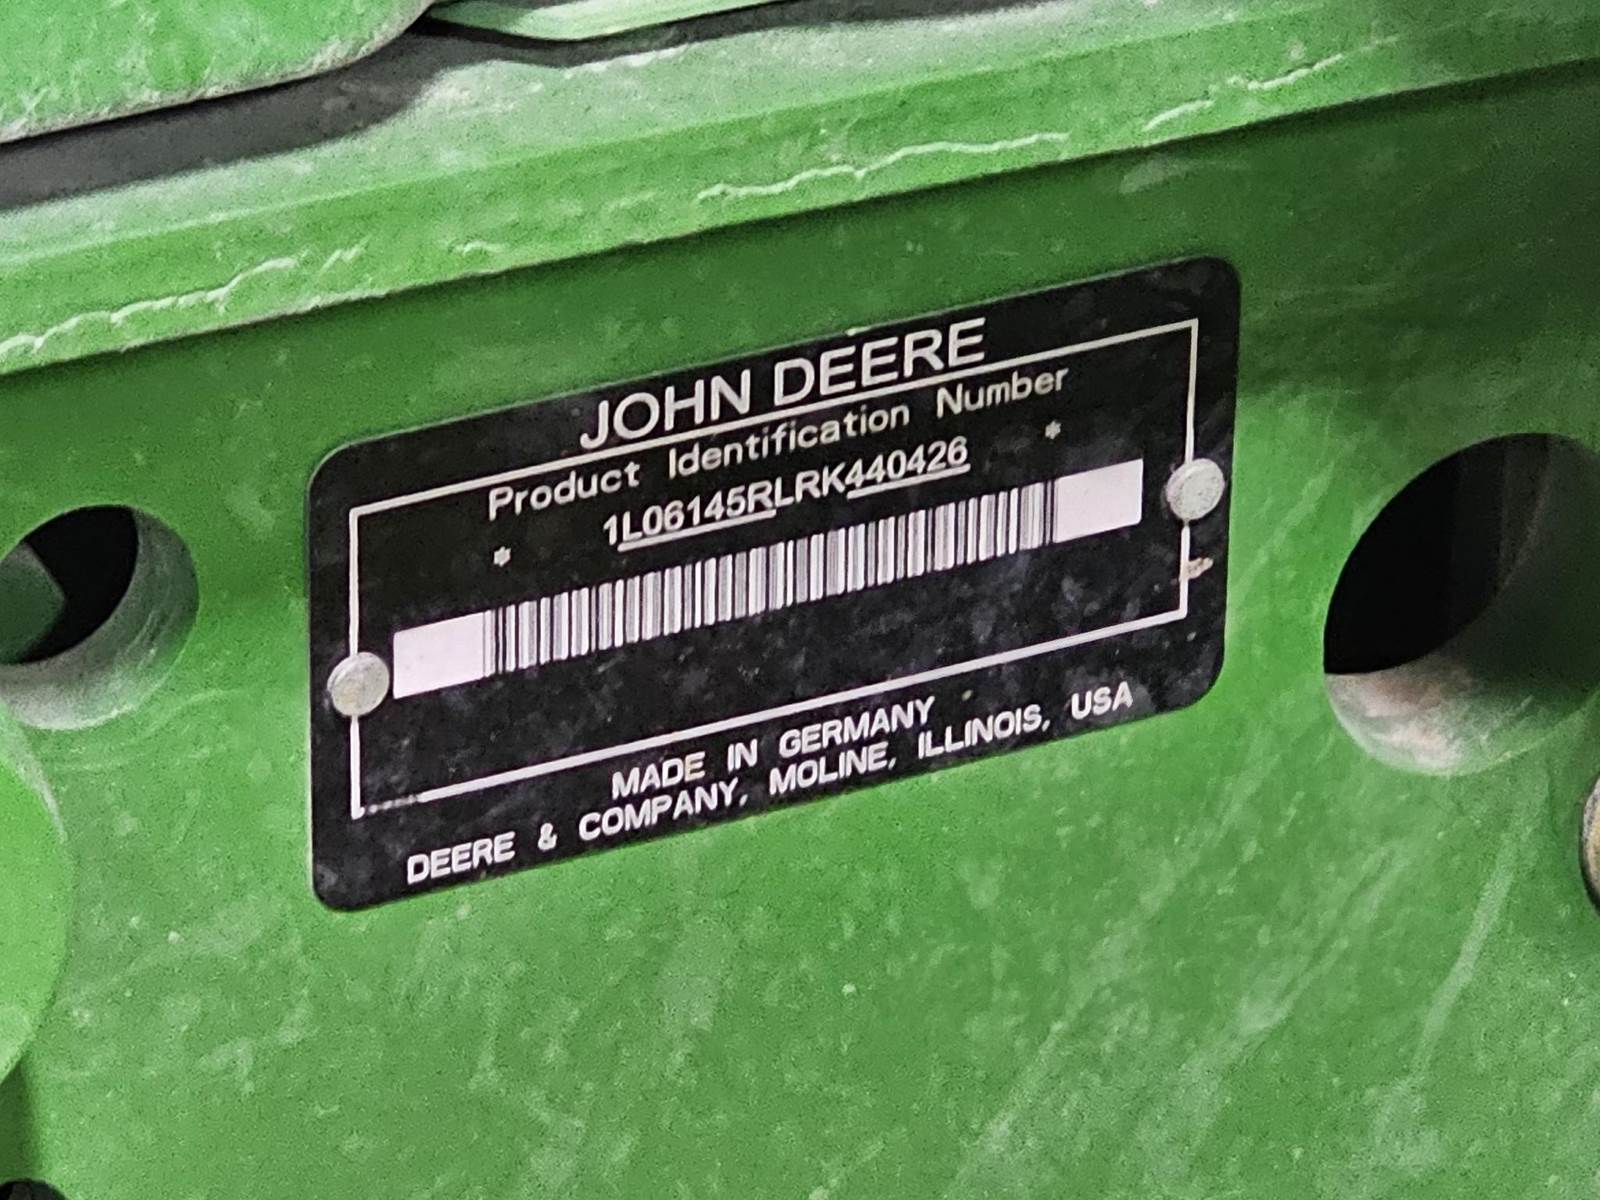 JOHN DEERE
Product Identification Number
* 1L06145RLRK440426 *
MADE IN GERMANY
DEERE & COMPANY, MOLINE, ILLINOIS, USA